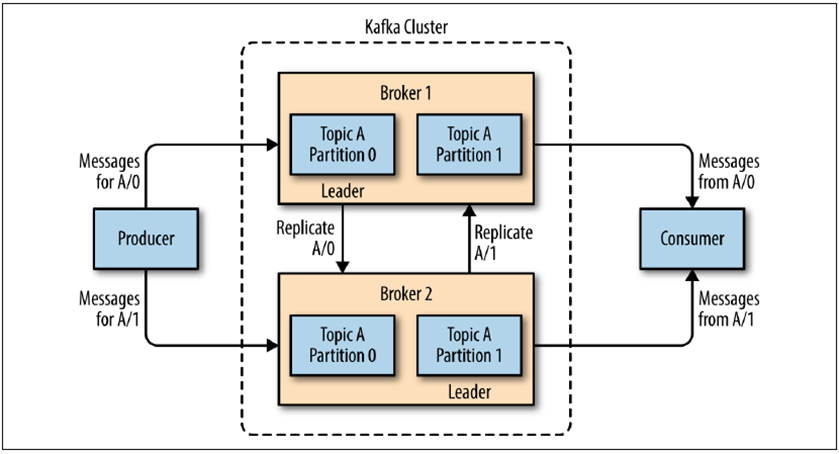 Kafka Cluster
Broker 1
Topic A
Partition 0
Topic A
Partition 1
Leader
Messages
for A/0
Messages
from A/0
Producer
Replicate
A/0
Replicate
A/1
Consumer
Messages
for A/1
Messages
from A/1
Broker 2
Topic A
Partition 0
Topic A
Partition 1
Leader